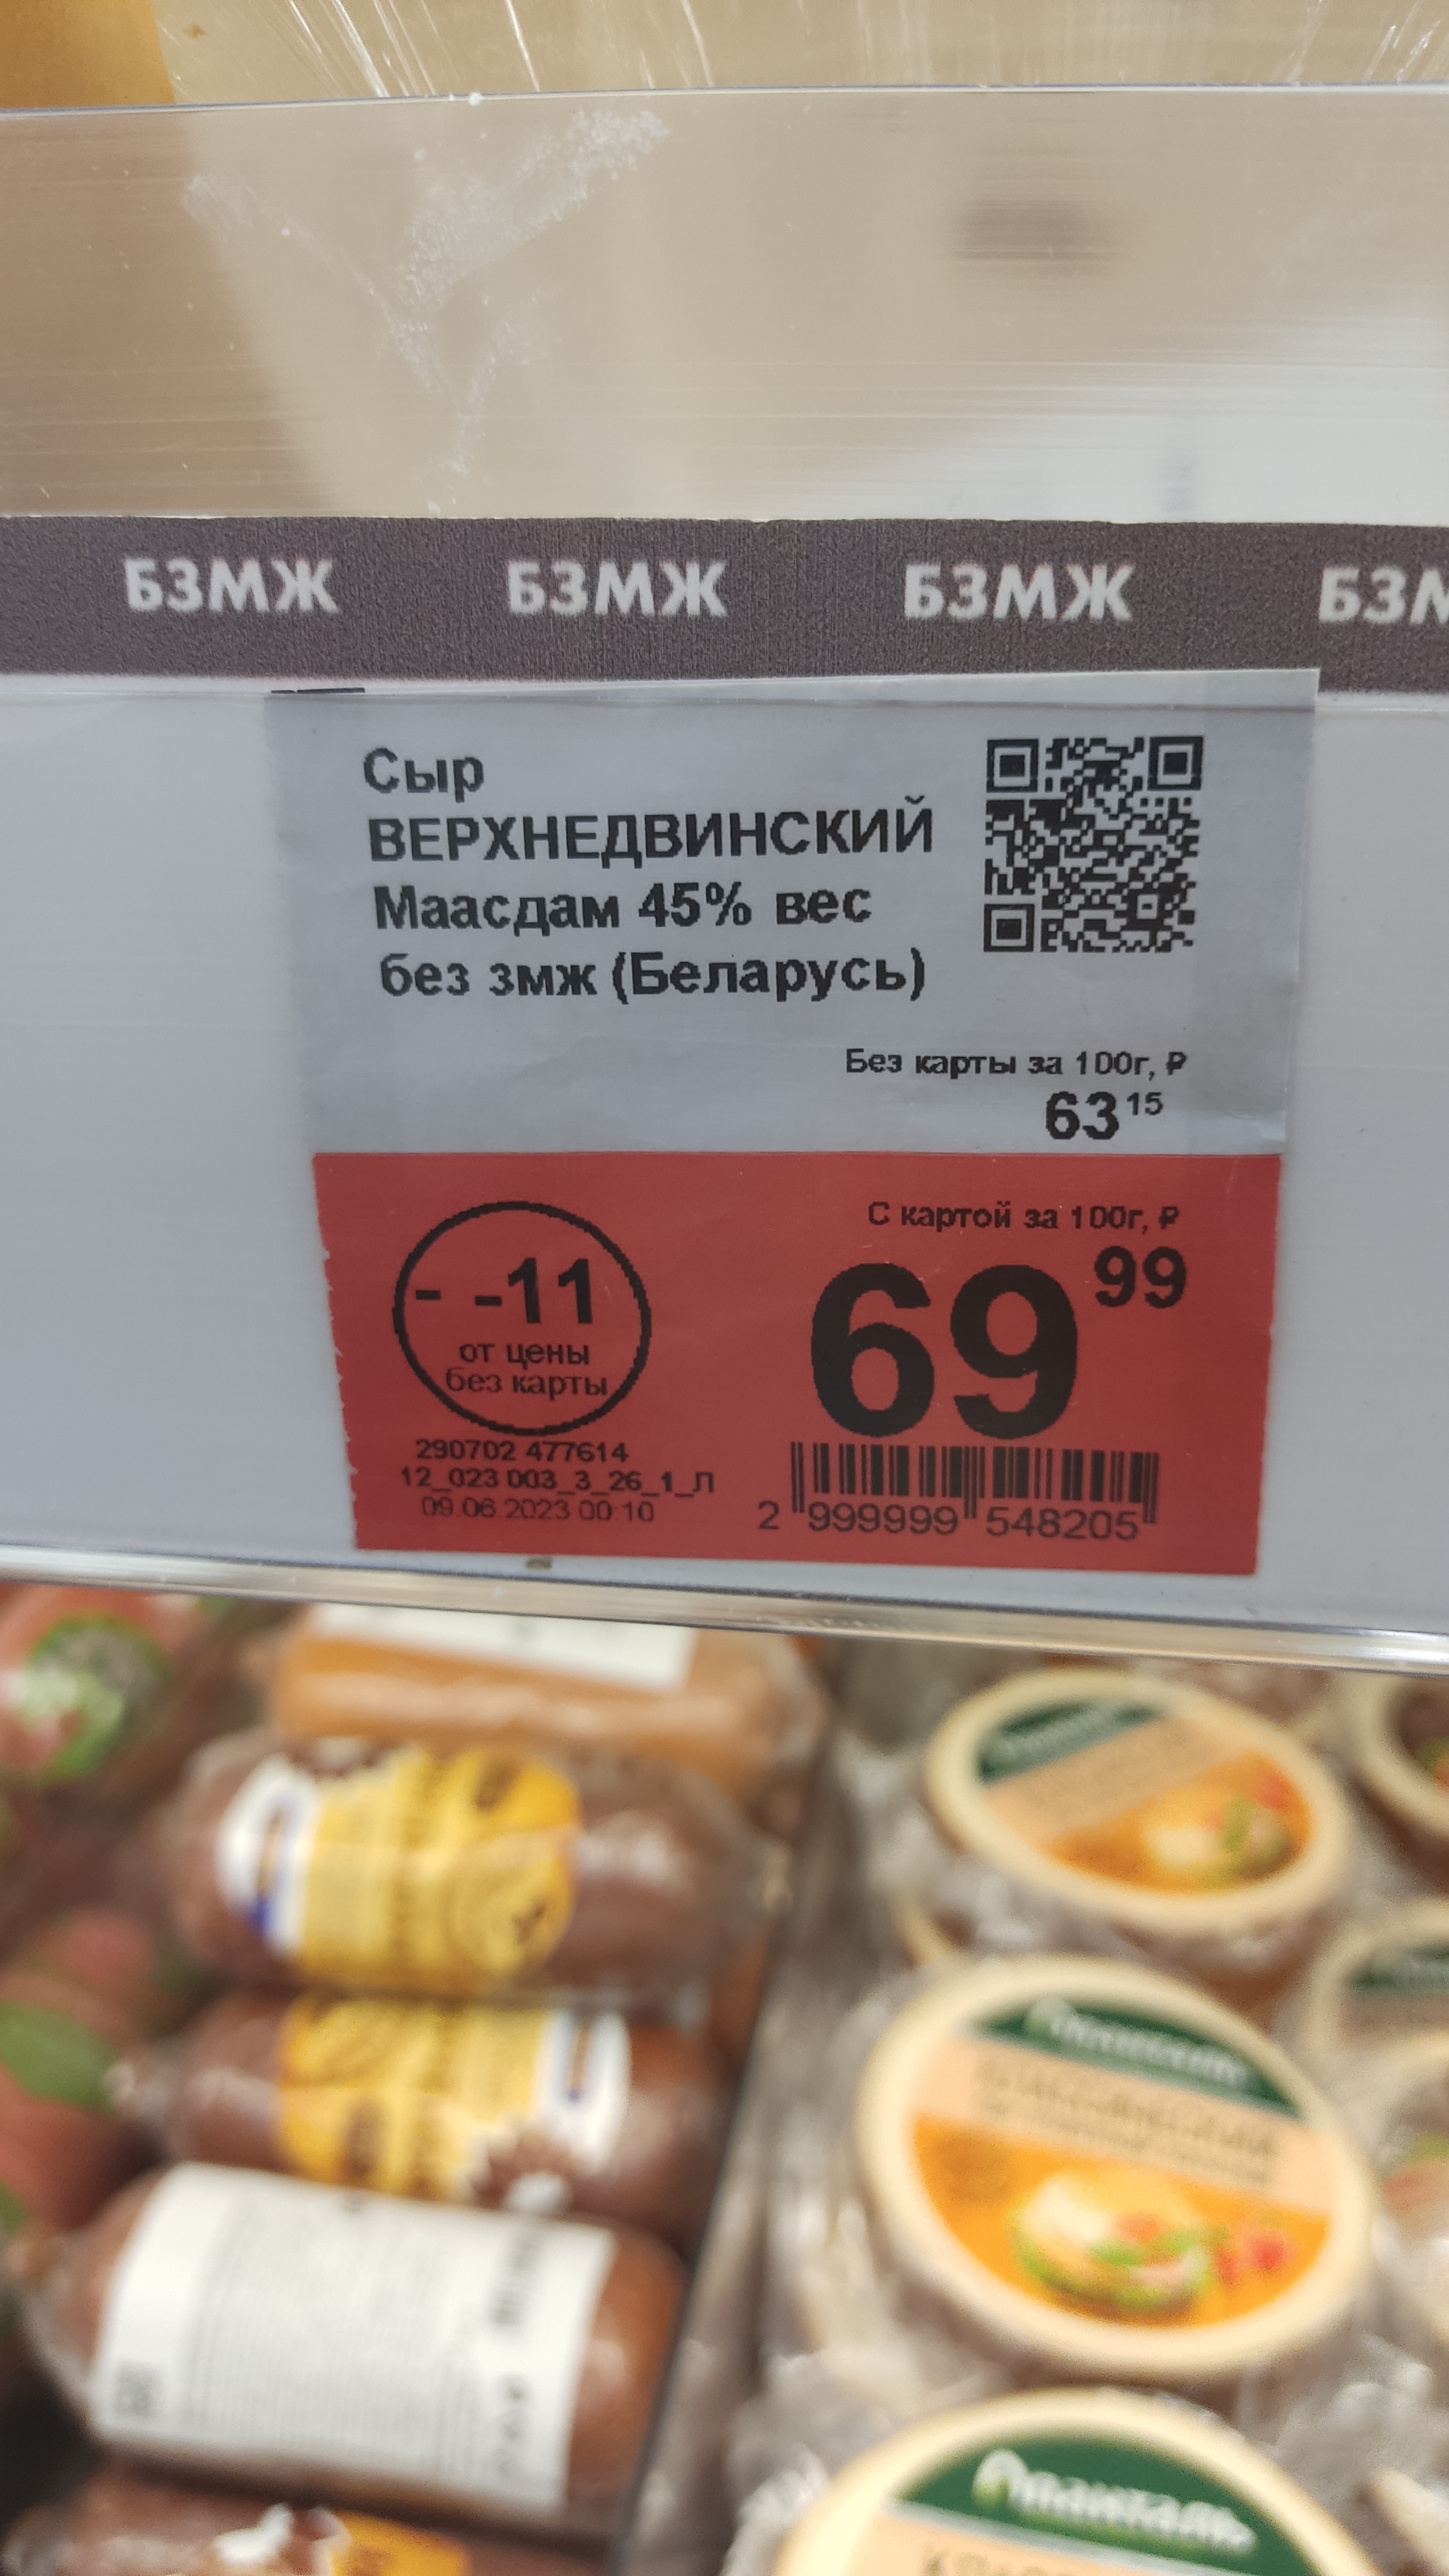 БЗМЖ БЗМЖ БЗМЖ БЗМ
Сыр
ВЕРХНЕДВИНСКИЙ
Маасдам 45% вес
без змж (Беларусь)
Без карты за 100г, ₽
63 15
С картой за 100г, ₽
69 99
- -11
от цены
без карты
290702 477614
12_023 003_3_26_1_Л
09.06.2023 00:10
2 999999 548205